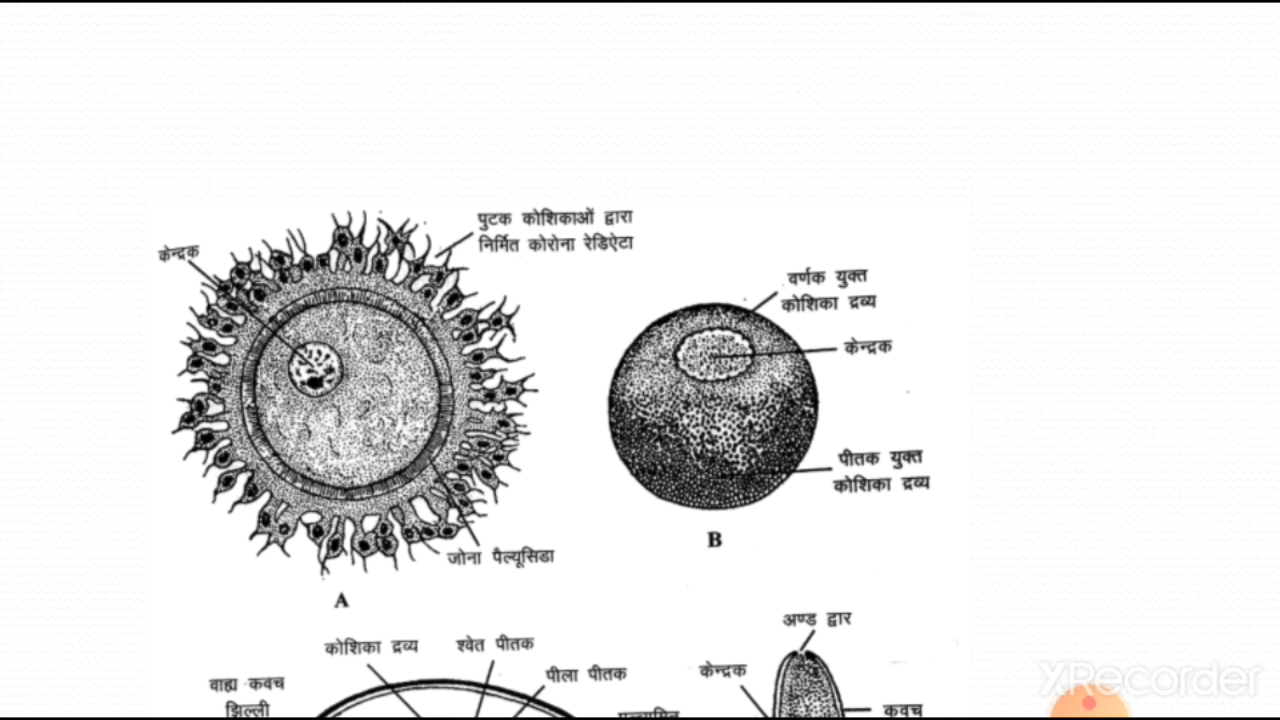 पुटक कोशिकाओं द्वारा
निर्मित कोरोना रेडिऐटा
केन्द्रक
वर्णक युक्त
कोशिका द्रव्य
केन्द्रक
पीतक युक्त
कोशिका द्रव्य
B
जोना पैल्यूसिडा
A
अण्ड द्वार
कोशिका द्रव्य
श्वेत पीतक
पीला पीतक
केन्द्रक
वाह्य कवच
झिल्ली
कवच
XRecorder